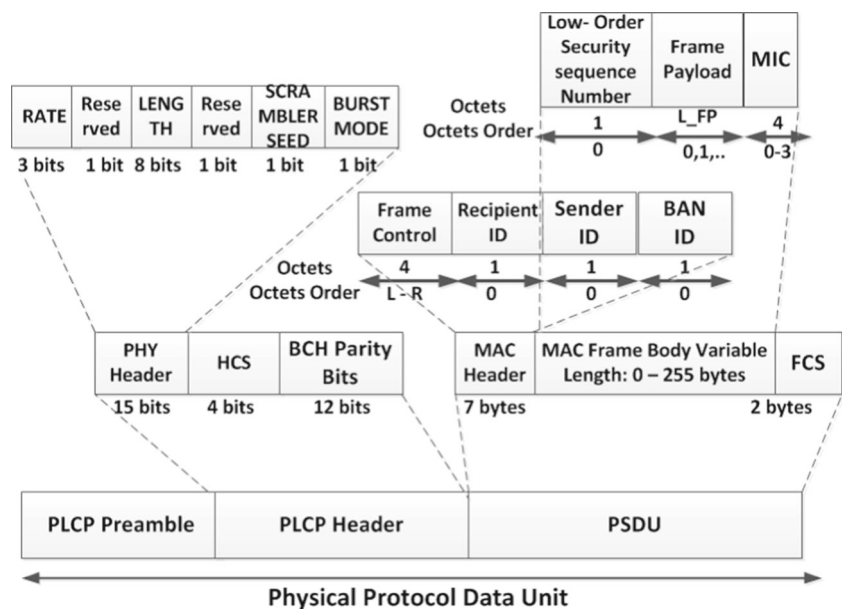 Low- Order
Security
sequence
Number
Frame
Payload
MIC
Octets
Octets Order
1
L_FP
4
0
0,1,..
0-3
RATE
Rese
rved
LENG
TH
Rese
rved
SCRA
MBLER
SEED
BURST
MODE
3 bits
1 bit
8 bits
1 bit
1 bit
1 bit
Frame
Control
Recipient
ID
Sender
ID
BAN
ID
Octets
Octets Order
4
1
1
1
L - R
0
0
0
PHY
Header
HCS
BCH Parity
Bits
15 bits
4 bits
12 bits
MAC
Header
MAC Frame Body Variable
Length: 0 – 255 bytes
FCS
7 bytes
2 bytes
PLCP Preamble
PLCP Header
PSDU
Physical Protocol Data Unit